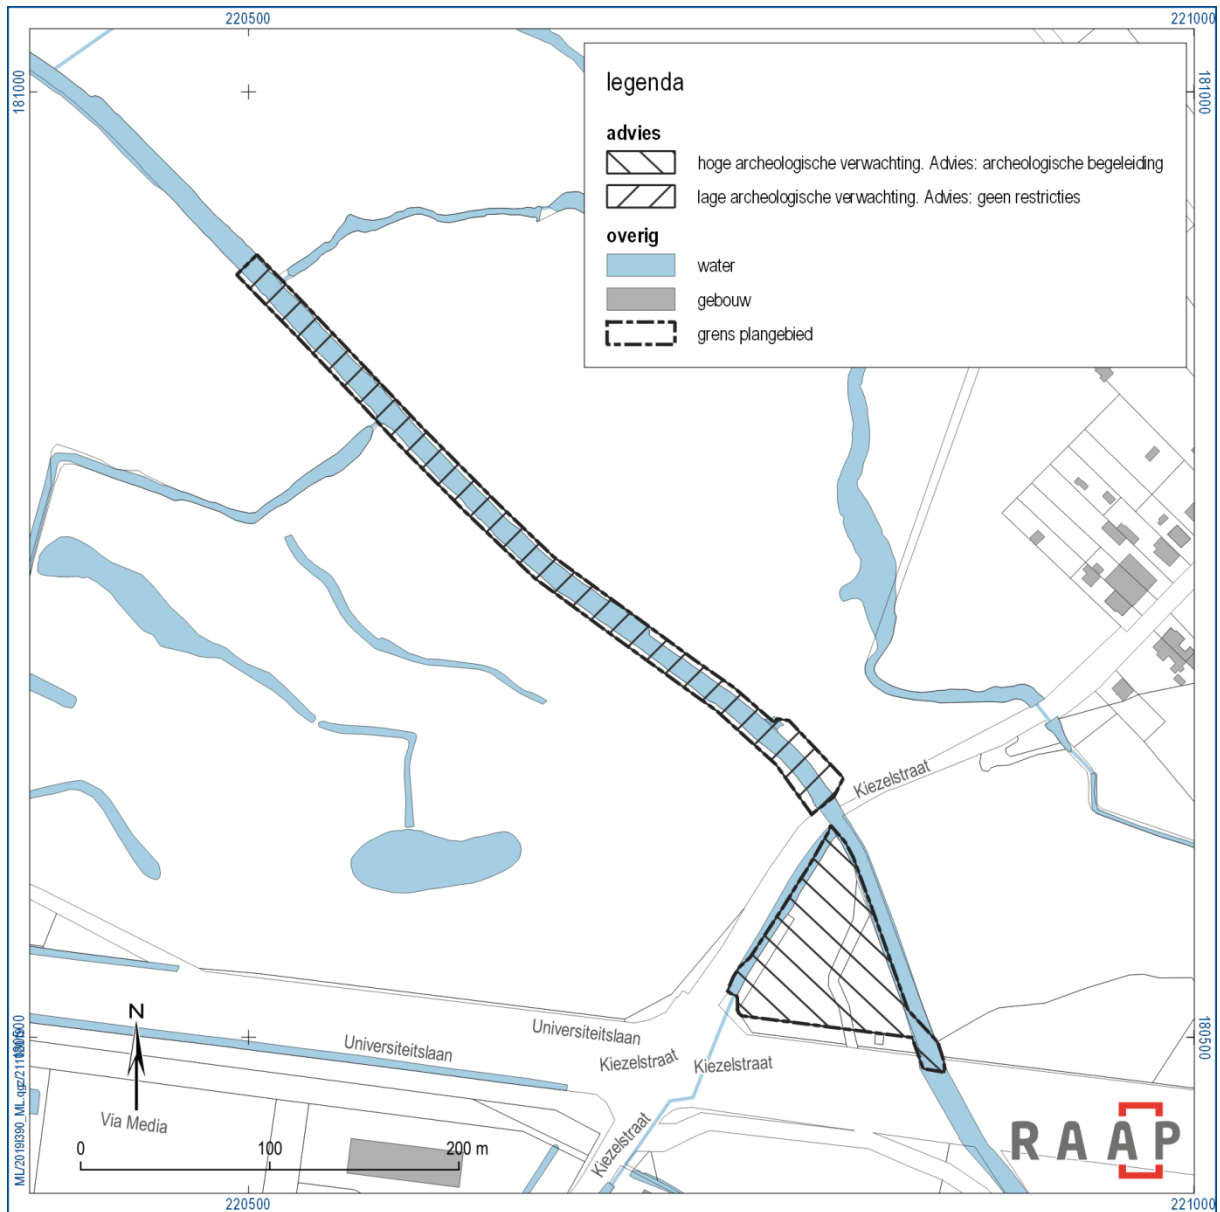 220500
221000
181000
181000
legenda
advies
hoge archeologische verwachting. Advies: archeologische begeleiding
lage archeologische verwachting. Advies: geen restricties
overig
water
gebouw
grens plangebied
Kiezelstraat
180500
N
Universiteitslaan
Universiteitslaan
Kiezelstraat
Kiezelstraat
Kiezelstraat
Via Media
0 100 200 m
RAAP
220500
221000